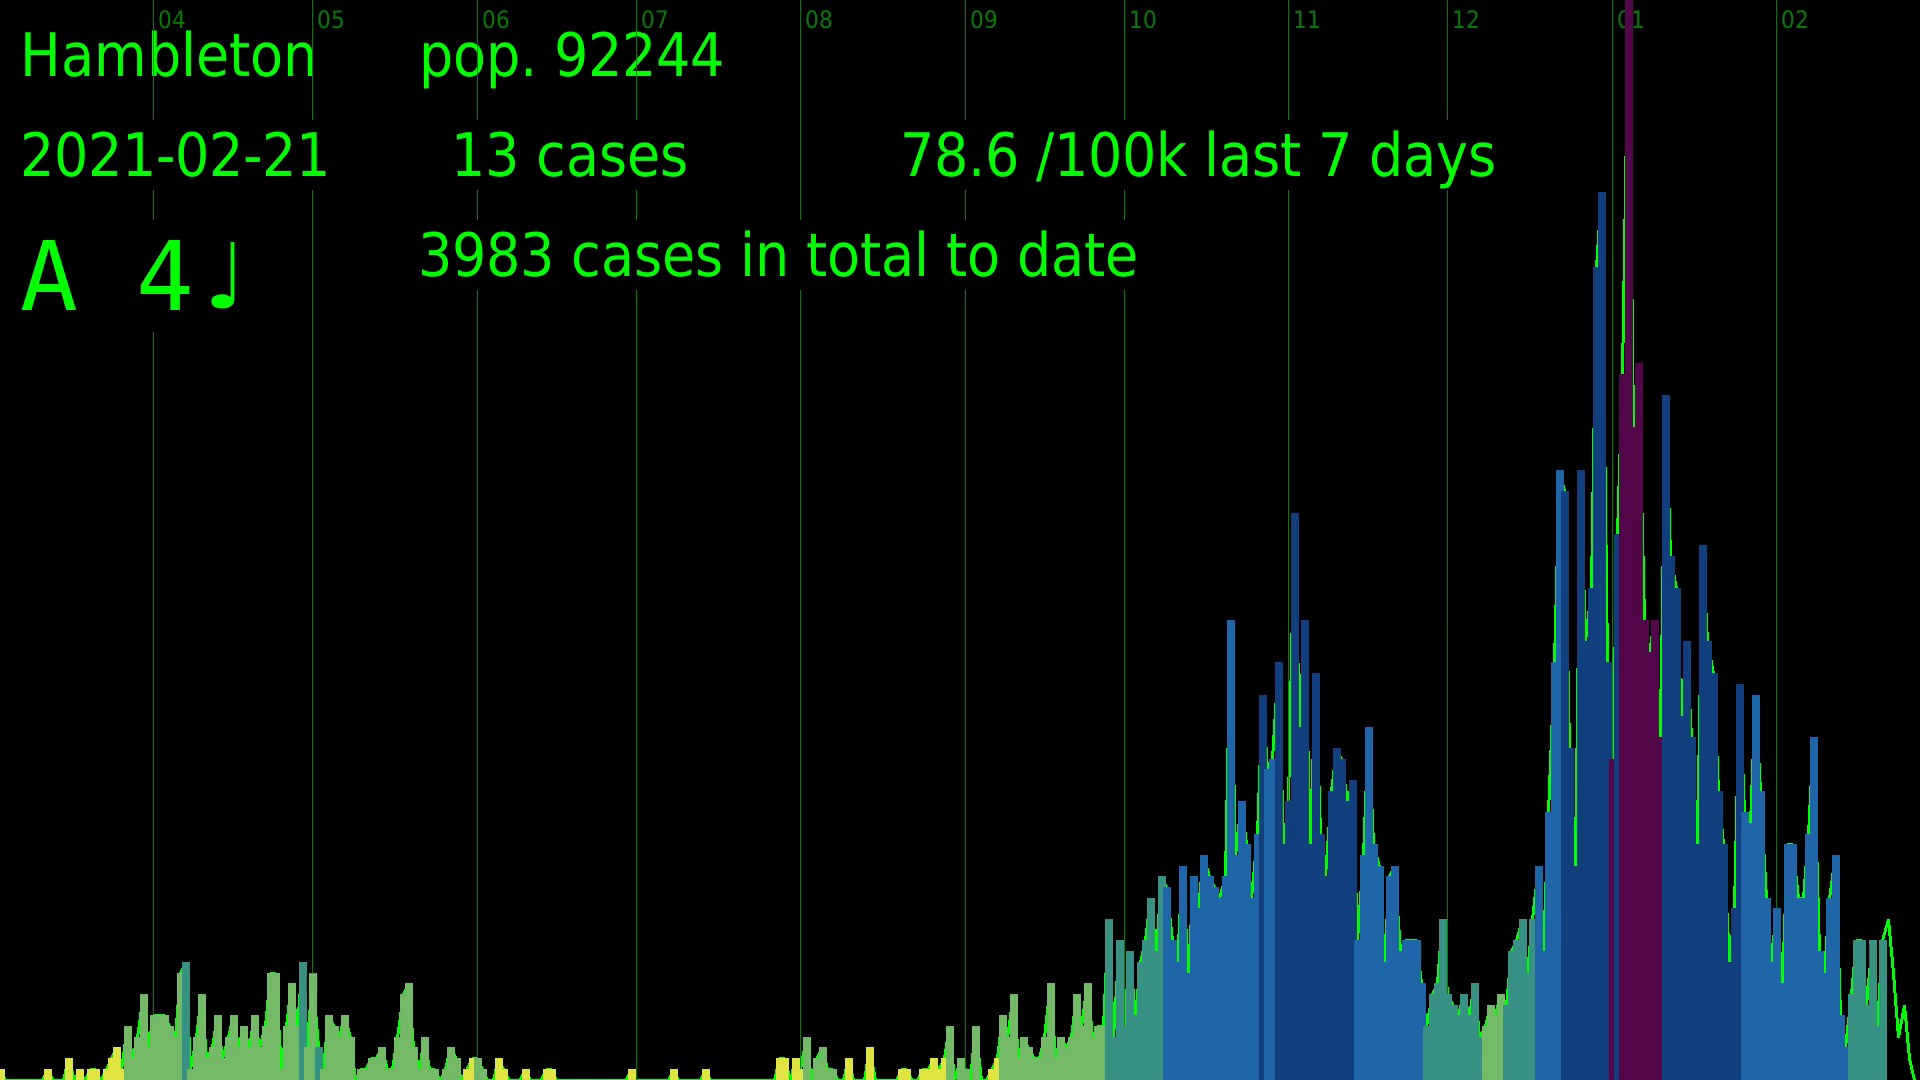 04 05 06 07 08 09 10 11 12 01 02
Hambleton pop. 92244
2021-02-21 13 cases 78.6 /100k last 7 days
A 4♩ 3983 cases in total to date